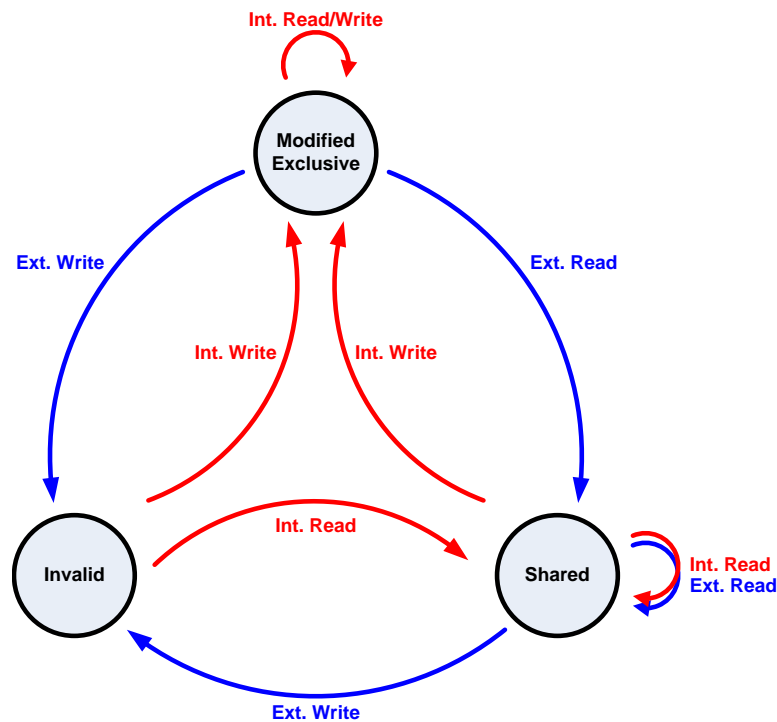 Int. Read/Write
Modified
Exclusive
Ext. Write
Ext. Read
Int. Write
Int. Write
Int. Read
Invalid
Shared
Int. Read
Ext. Read
Ext. Write